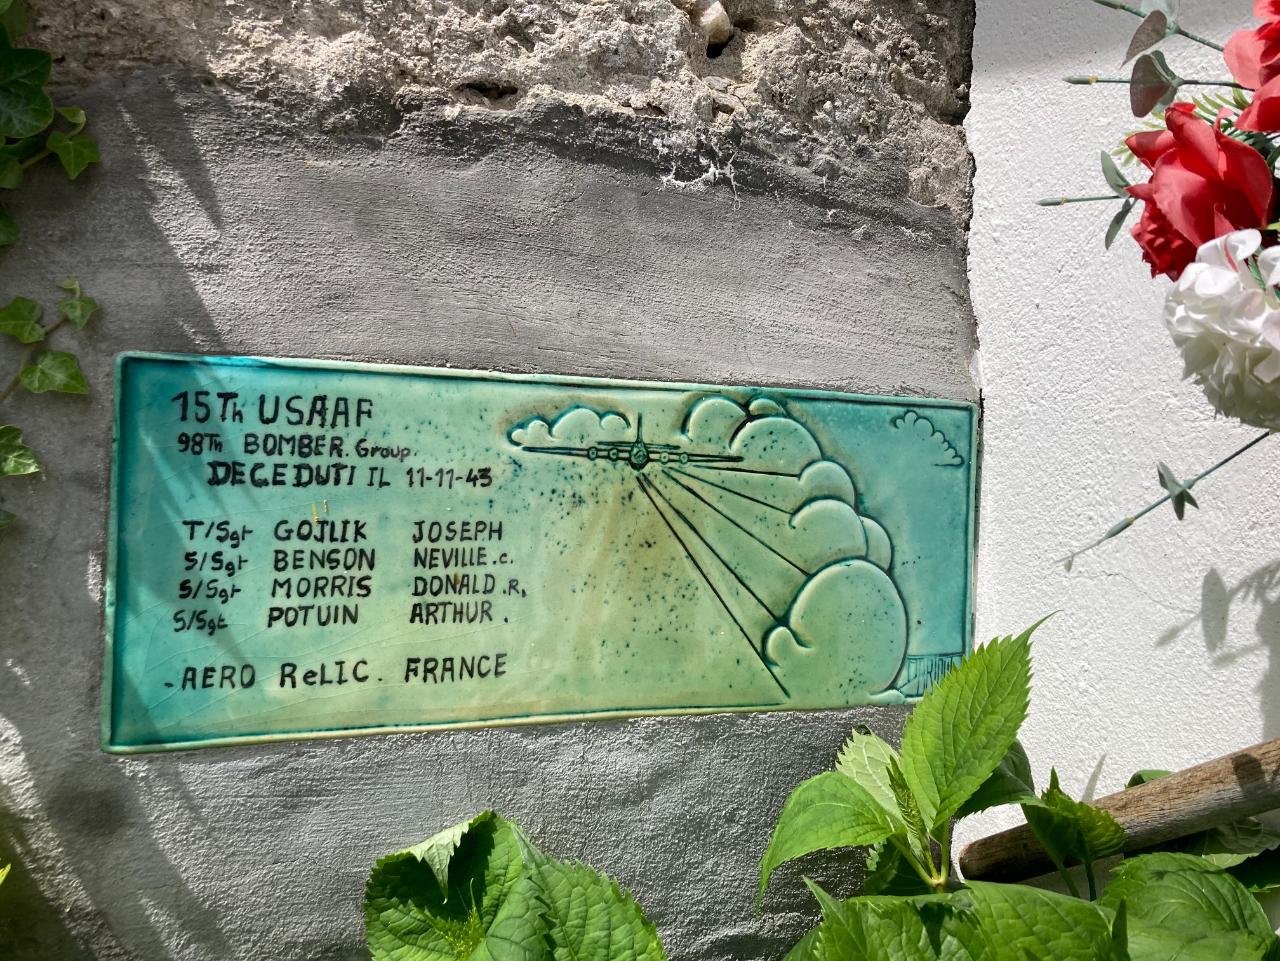 15Th USAAF
98Th BOMBER. Group.
DECEDUTI IL 11-11-43
T/Sgt GOJLIK JOSEPH
S/Sgt BENSON NEVILLE.C.
S/Sgt MORRIS DONALD.R.
S/Sgt POTUIN ARTHUR.
-AERO ReLIC. FRANCE